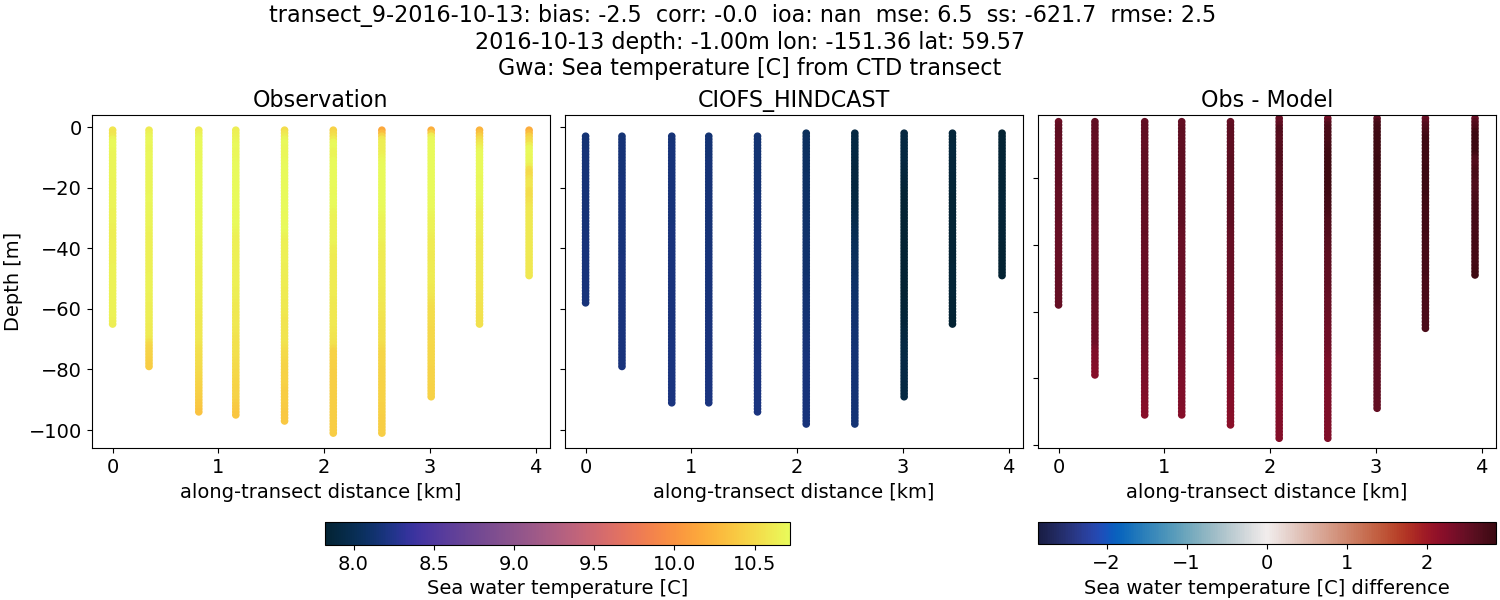 transect_9-2016-10-13: bias: -2.5  corr: -0.0  ioa: nan  mse: 6.5  ss: -621.7  rmse: 2.5
2016-10-13 depth: -1.00m lon: -151.36 lat: 59.57
Gwa: Sea temperature [C] from CTD transect
Observation
CIOFS_HINDCAST
Obs - Model
Depth [m]
0
−20
−40
−60
−80
−100
0 1 2 3 4
0 1 2 3 4
0 1 2 3 4
along-transect distance [km]
along-transect distance [km]
along-transect distance [km]
8.0 8.5 9.0 9.5 10.0 10.5
Sea water temperature [C]
−2 −1 0 1 2
Sea water temperature [C] difference